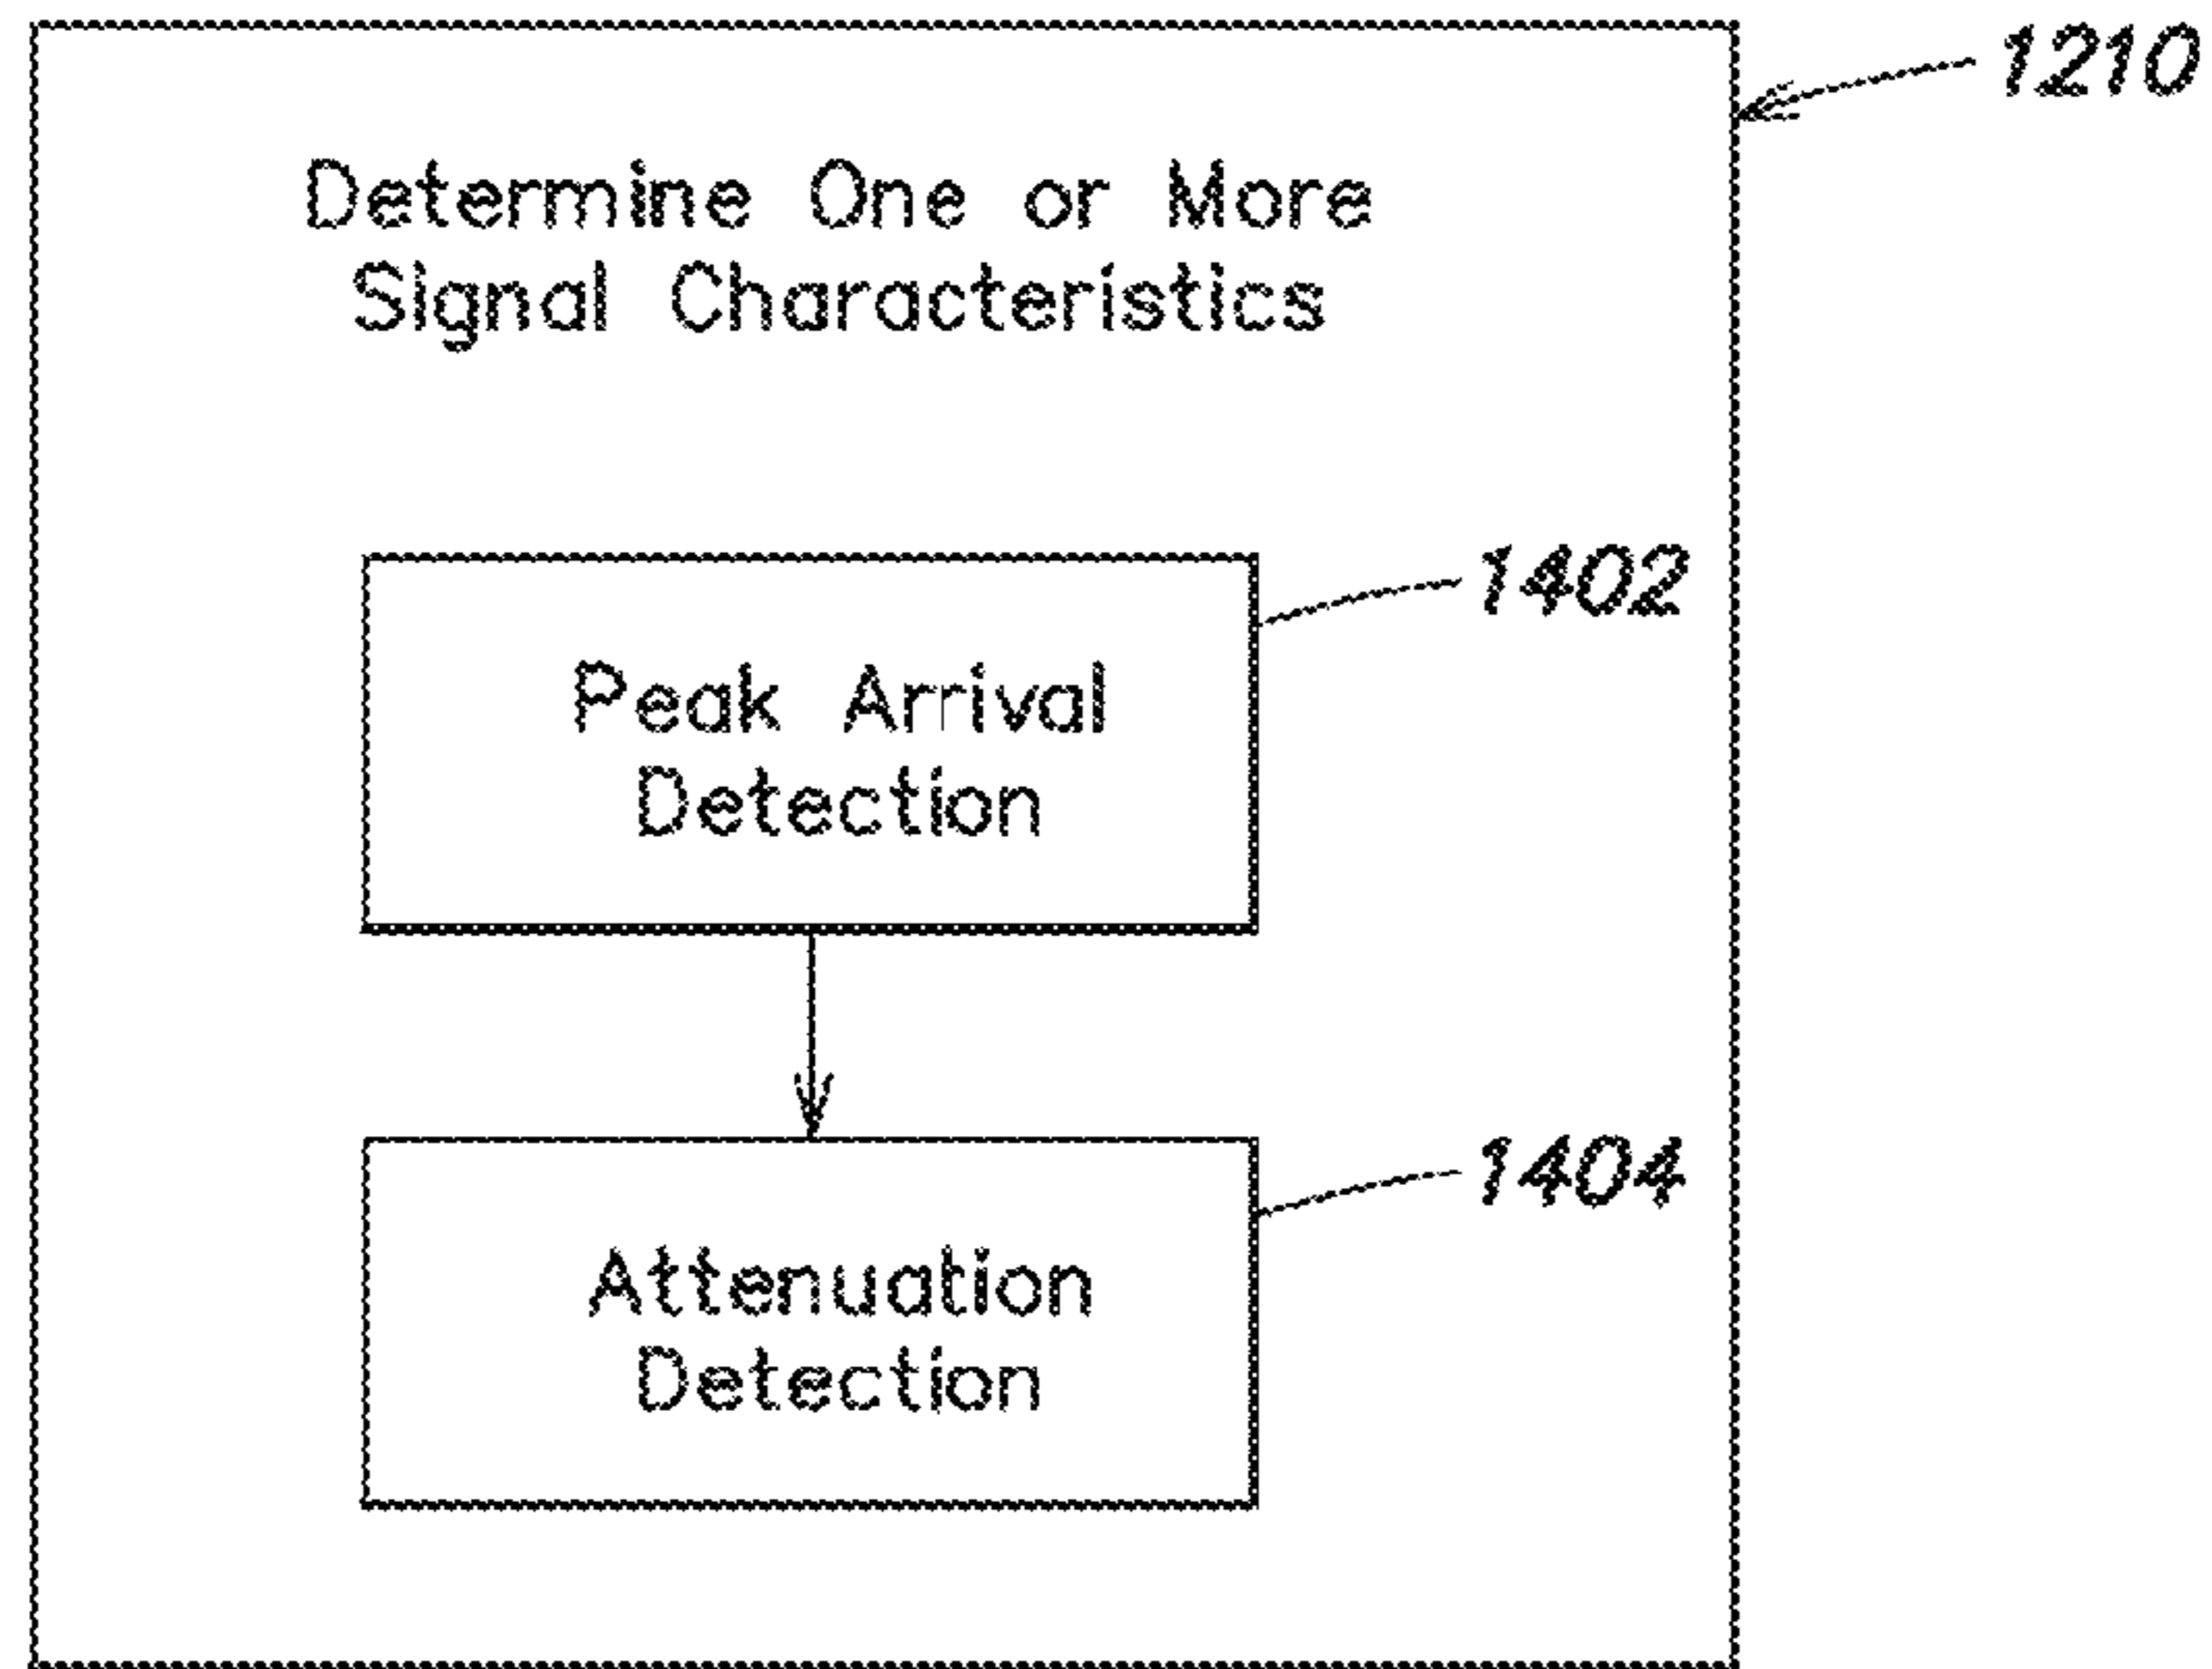 1210
Determine One or More
Signal Characteristics
1402
Peak Arrival
Detection
1404
Attenuation
Detection